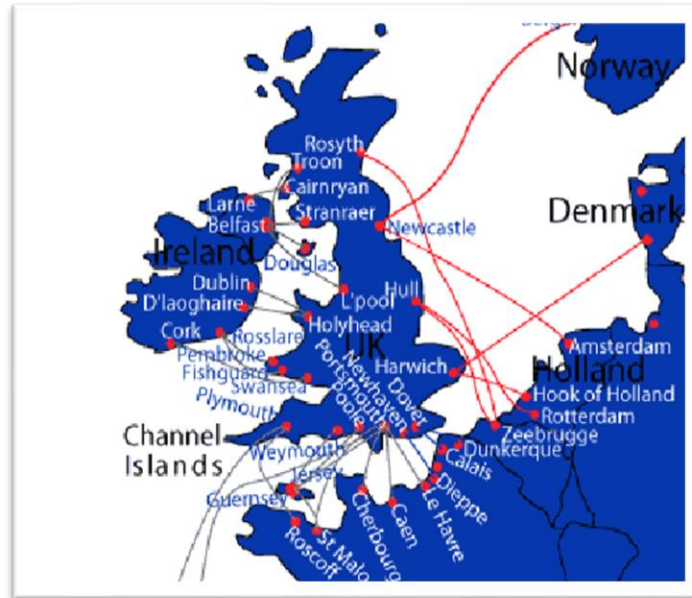 Norway
Rosyth
Troon
Cairnryan
Larne
Stranraer
Belfast
Newcastle
Denmark
Ireland
Douglas
Dublin
Hull
D'laoghaire
L'pool
Cork
Rosslare
Holyhead
UK
Amsterdam
Pembroke
Harwich
Holland
Fishguard
Swansea
Hook of Holland
Plymouth
Poole
Portsmouth
Newhaven
Dover
Rotterdam
Zeebrugge
Channel
Islands
Weymouth
Dunkerque
Calais
Jersey
Guernsey
Dieppe
Le Havre
Roscoff
St Malo
Cherbourg
Caen